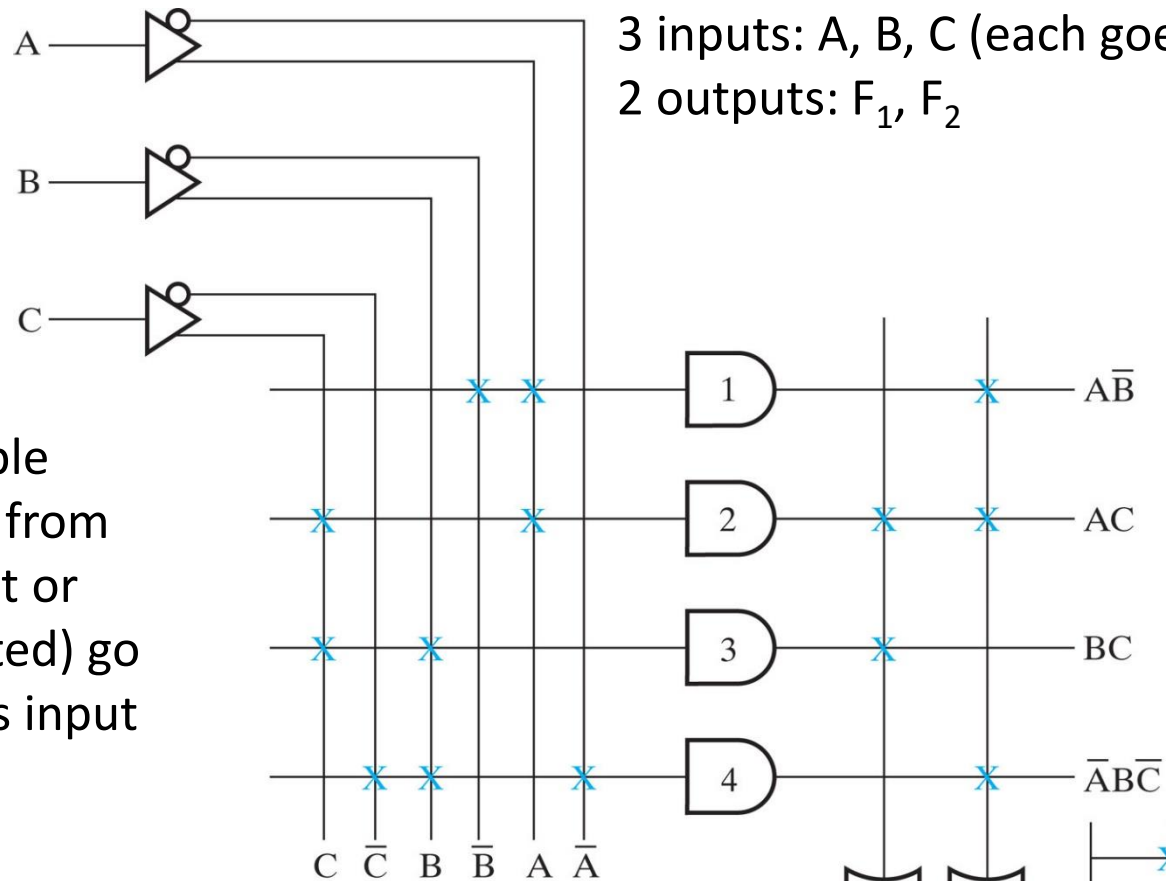 3 inputs: A, B, C (each goe
2 outputs: F₁, F₂
A
B
C
ble
from
t or
ted) go
s input
1 AB̅
2 AC
3 BC
4 A̅BC̅
C C̅ B B̅ A A̅